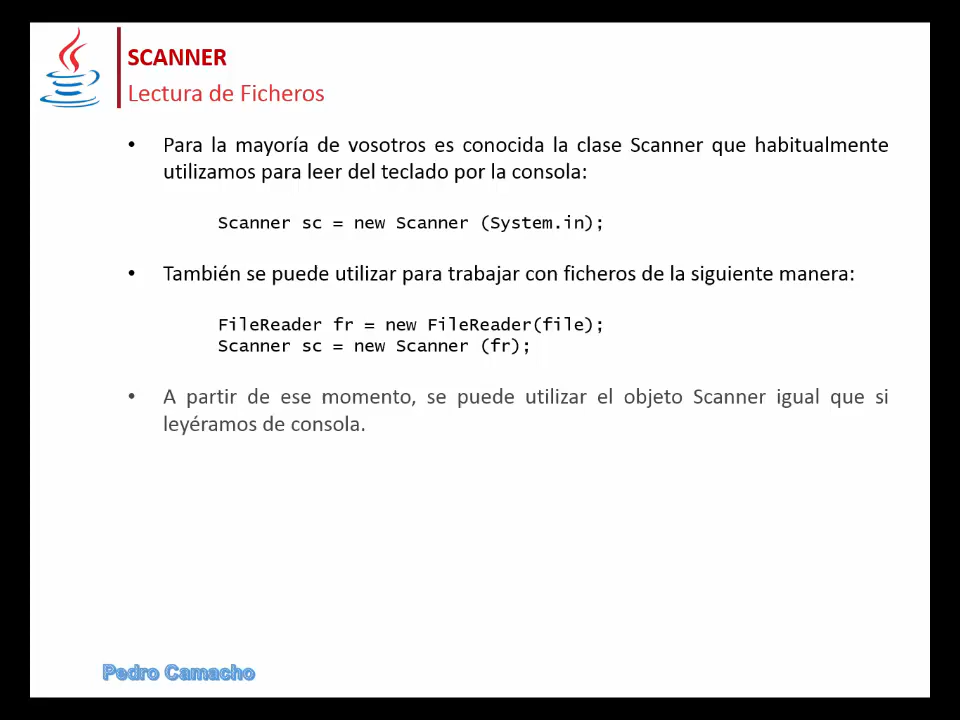 SCANNER
Lectura de Ficheros
• Para la mayoría de vosotros es conocida la clase Scanner que habitualmente
utilizamos para leer del teclado por la consola:
Scanner sc = new Scanner (System.in);
• También se puede utilizar para trabajar con ficheros de la siguiente manera:
FileReader fr = new FileReader(file);
Scanner sc = new Scanner (fr);
• A partir de ese momento, se puede utilizar el objeto Scanner igual que si
leyéramos de consola.
Pedro Camacho